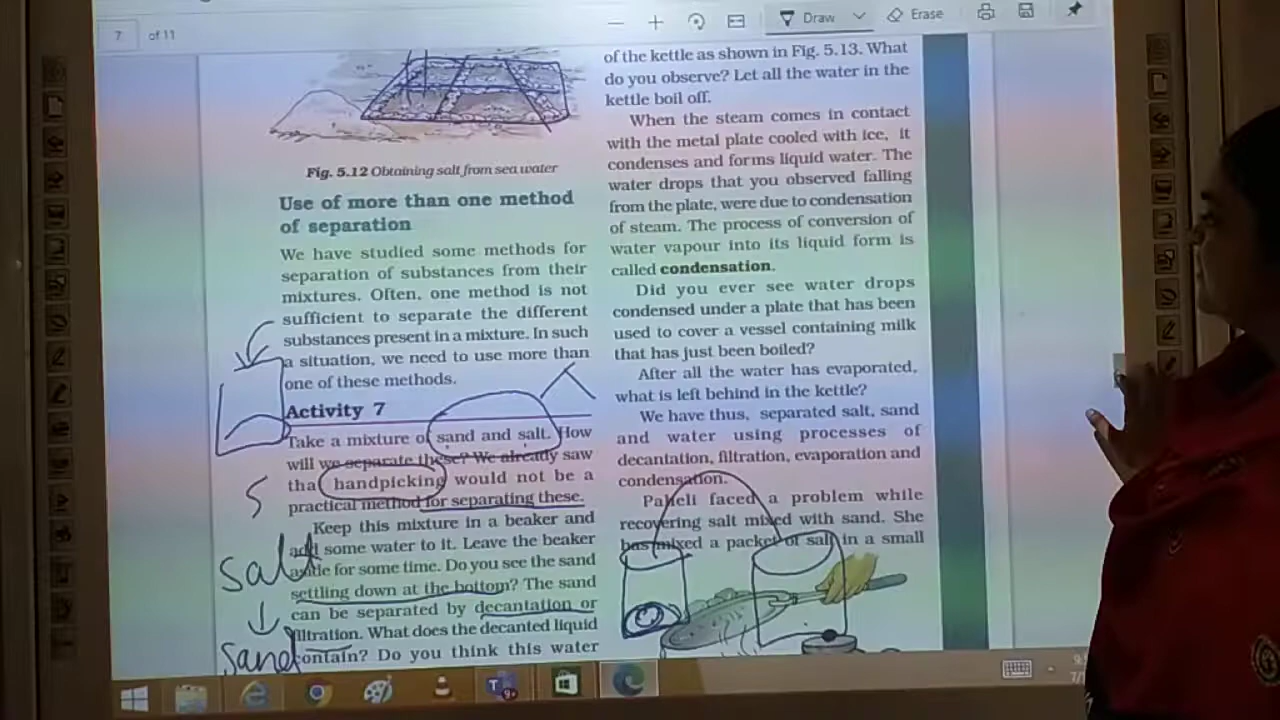 7 of 11
Draw
Erase
Fig. 5.12 Obtaining salt from sea water
Use of more than one method
of separation
We have studied some methods for
separation of substances from their
mixtures. Often, one method is not
sufficient to separate the different
substances present in a mixture. In such
a situation, we need to use more than
one of these methods.
Activity 7
Take a mixture of sand and salt. How
will we separate these? We already saw
tha handpicking would not be a
practical method for separating these.
Keep this mixture in a beaker and
add some water to it. Leave the beaker
aside for some time. Do you see the sand
settling down at the bottom? The sand
can be separated by decantation or
filtration. What does the decanted liquid
contain? Do you think this water
salt
sand
of the kettle as shown in Fig. 5.13. What
do you observe? Let all the water in the
kettle boil off.
When the steam comes in contact
with the metal plate cooled with ice, it
condenses and forms liquid water. The
water drops that you observed falling
from the plate, were due to condensation
of steam. The process of conversion of
water vapour into its liquid form is
called condensation.
Did you ever see water drops
condensed under a plate that has been
used to cover a vessel containing milk
that has just been boiled?
After all the water has evaporated,
what is left behind in the kettle?
We have thus, separated salt, sand
and water using processes of
decantation, filtration, evaporation and
condensation.
Paheli faced a problem while
recovering salt mixed with sand. She
has mixed a packet of salt in a small